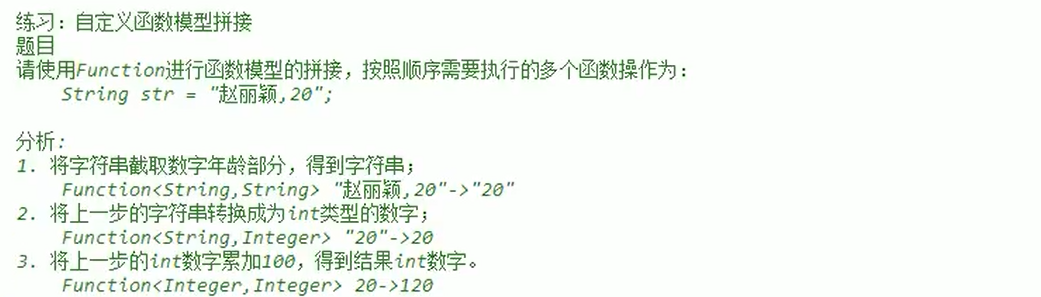 练习：自定义函数模型拼接
题目
请使用Function进行函数模型的拼接，按照顺序需要执行的多个函数操作为：
String str = "赵丽颖,20";
分析：
1. 将字符串截取数字年龄部分，得到字符串；
Function<String,String> "赵丽颖,20"->"20"
2. 将上一步的字符串转换成为int类型的数字；
Function<String,Integer> "20"->20
3. 将上一步的int数字累加100，得到结果int数字。
Function<Integer,Integer> 20->120